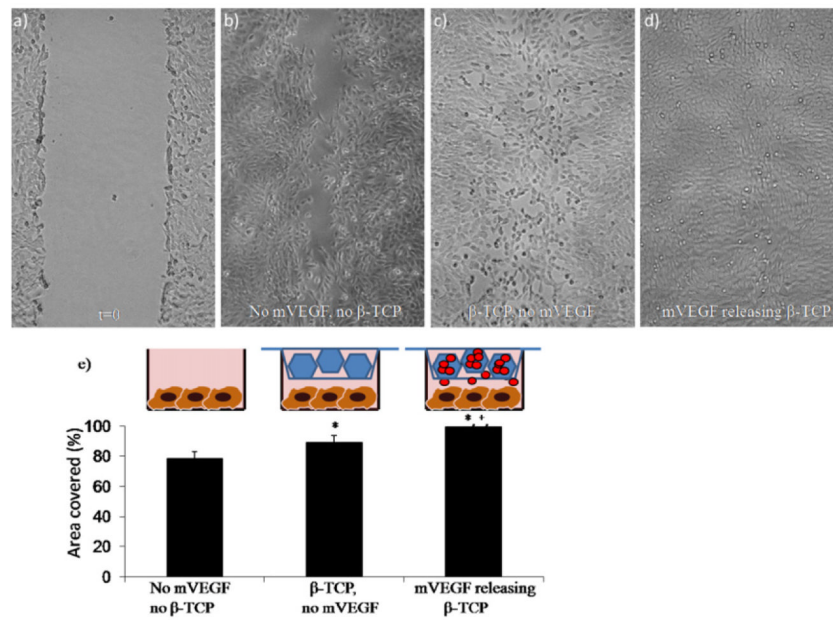 a)
b)
c)
d)
t=0
No mVEGF, no β-TCP
β-TCP, no mVEGF
mVEGF releasing β-TCP
e)
* 
* +
Area covered (%)
100
80
60
40
20
0
No mVEGF
no β-TCP
β-TCP,
no mVEGF
mVEGF releasing
β-TCP